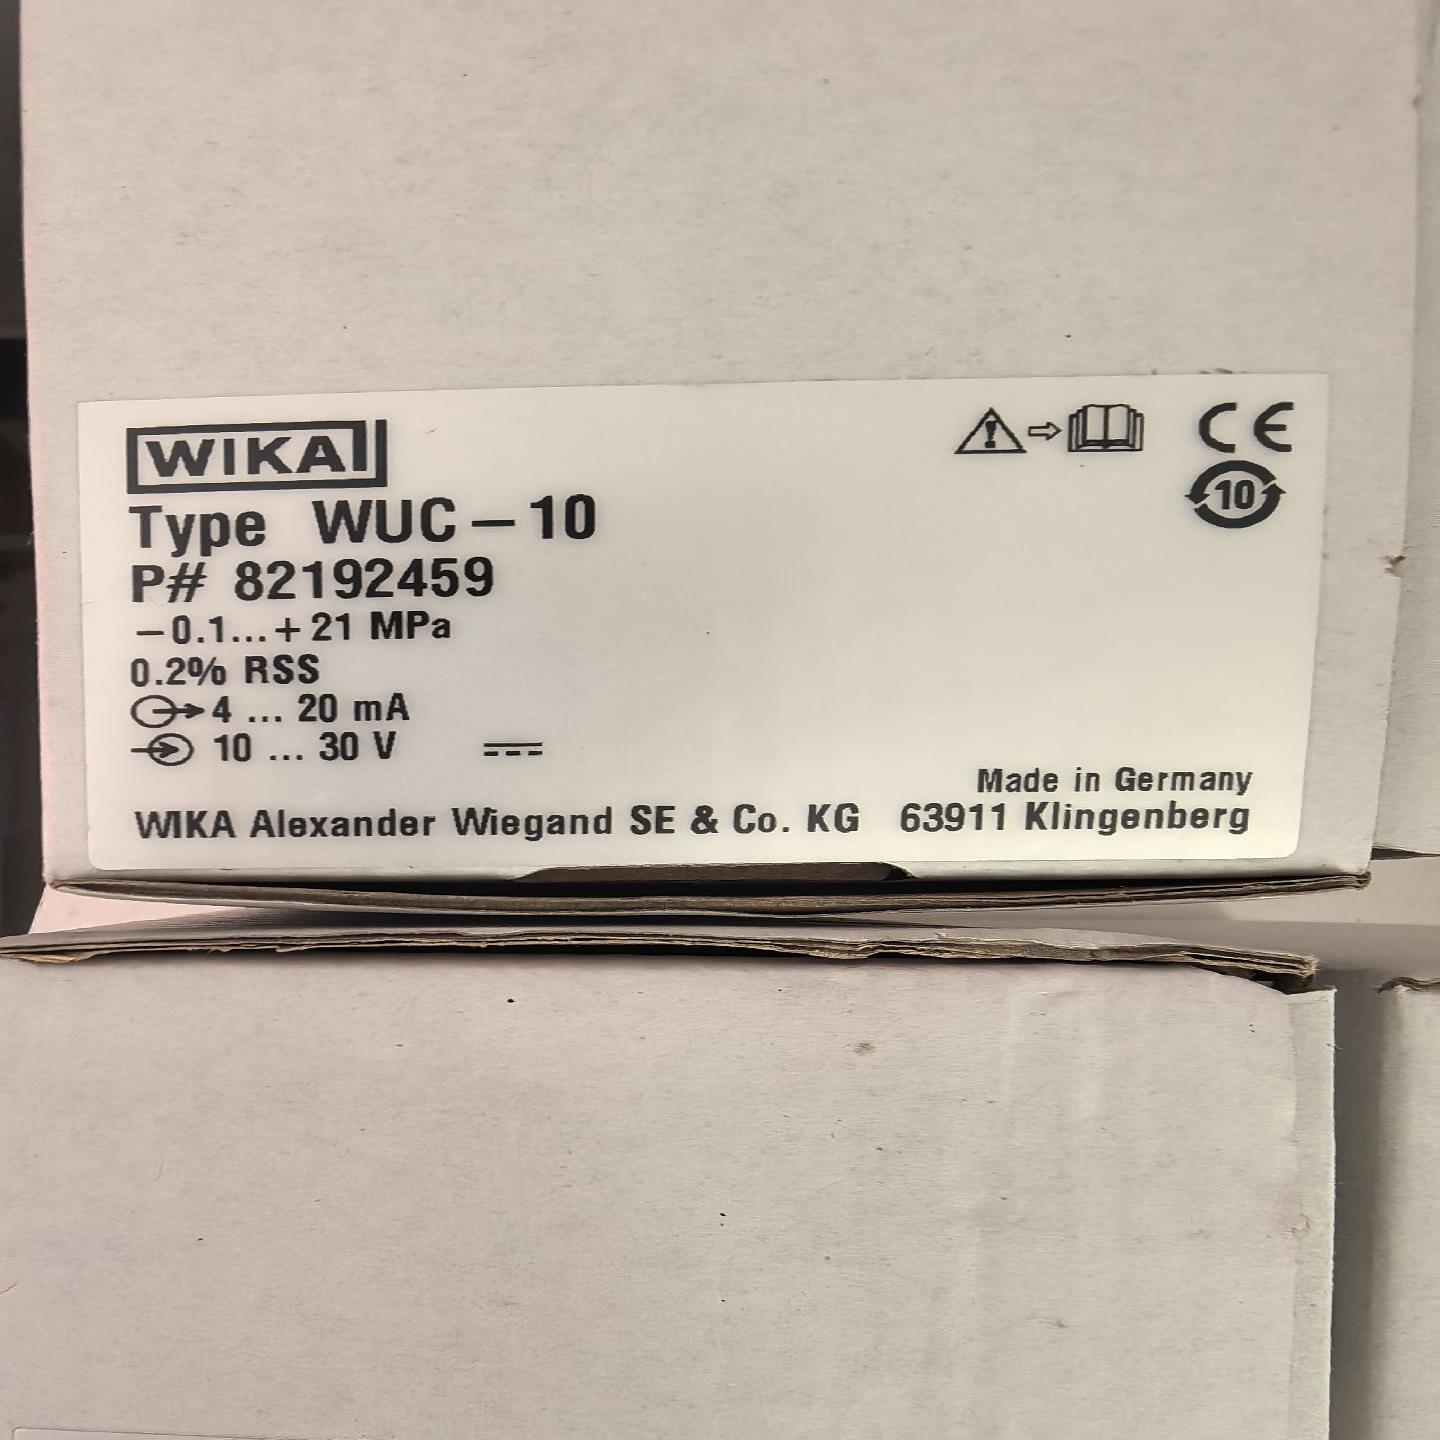 WIKA
CE
10
Type WUC-10
P# 82192459
-0.1...+21 MPa
0.2% RSS
4 ... 20 mA
10 ... 30 V
Made in Germany
WIKA Alexander Wiegand SE & Co. KG 63911 Klingenberg